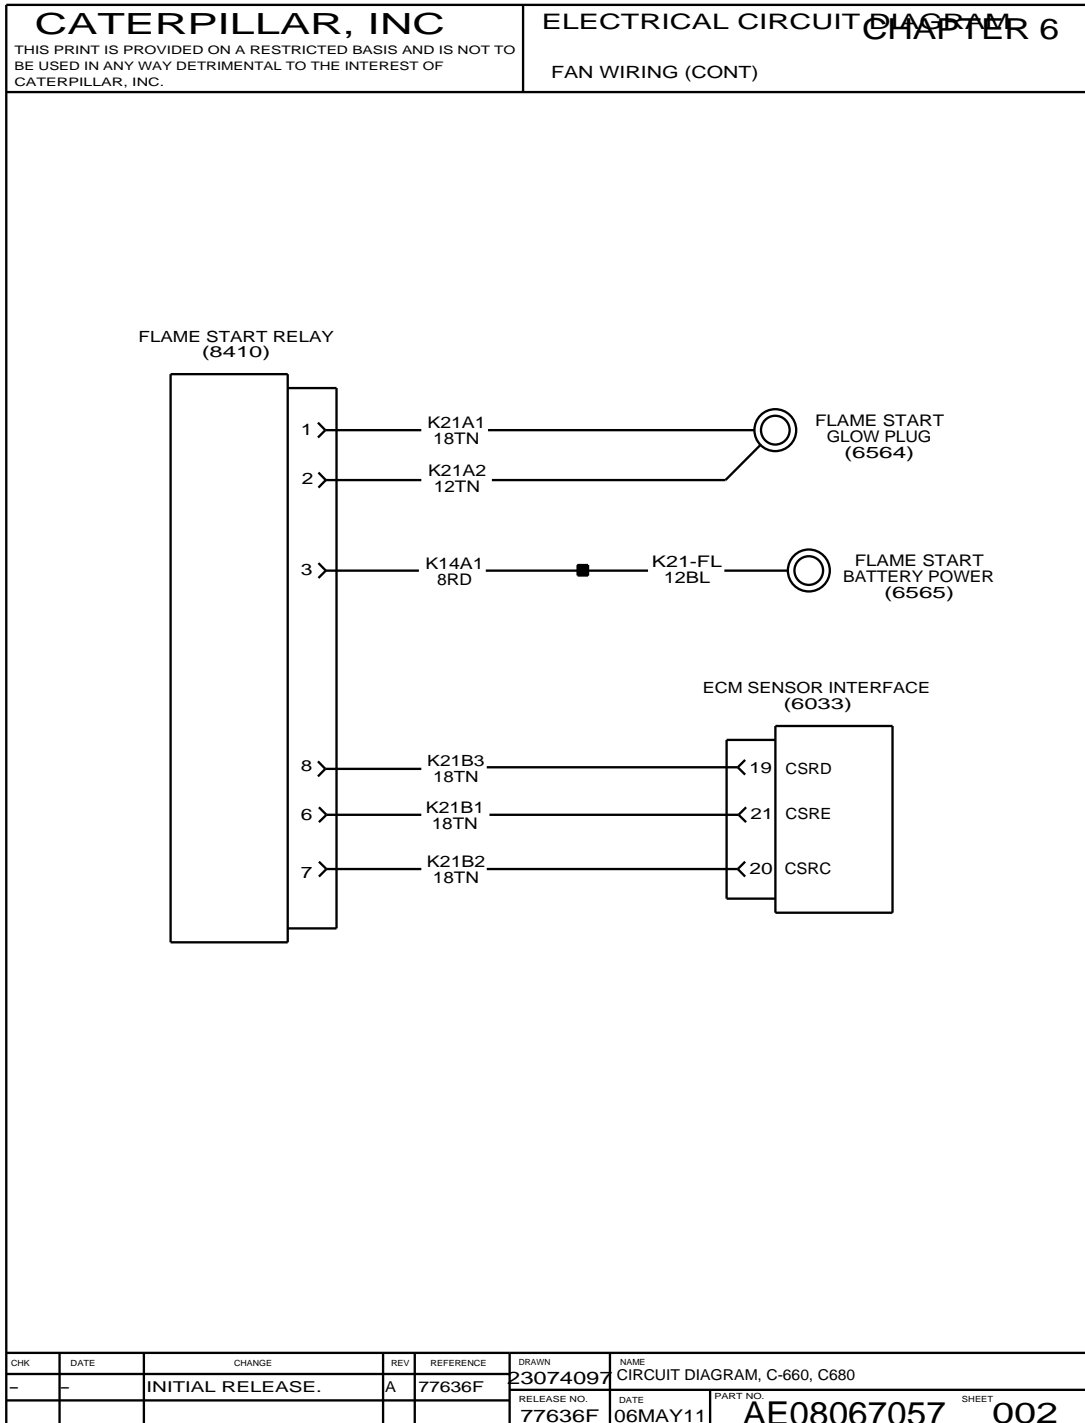 CATERPILLAR, INC
THIS PRINT IS PROVIDED ON A RESTRICTED BASIS AND IS NOT TO
BE USED IN ANY WAY DETRIMENTAL TO THE INTEREST OF
CATERPILLAR, INC.
ELECTRICAL CIRCUIT DIAGRAM
CHAPTER 6
FAN WIRING (CONT)
FLAME START RELAY
(8410)
1
K21A1
18TN
FLAME START
GLOW PLUG
(6564)
2
K21A2
12TN
3
K14A1
8RD
K21-FL
12BL
FLAME START
BATTERY POWER
(6565)
ECM SENSOR INTERFACE
(6033)
8
K21B3
18TN
19 CSRD
6
K21B1
18TN
21 CSRE
7
K21B2
18TN
20 CSRC
CHK DATE CHANGE REV REFERENCE
– – INITIAL RELEASE. A 77636F
DRAWN
23074097
NAME
CIRCUIT DIAGRAM, C-660, C680
RELEASE NO.
77636F
DATE
06MAY11
PART NO.
AE08067057
SHEET
002